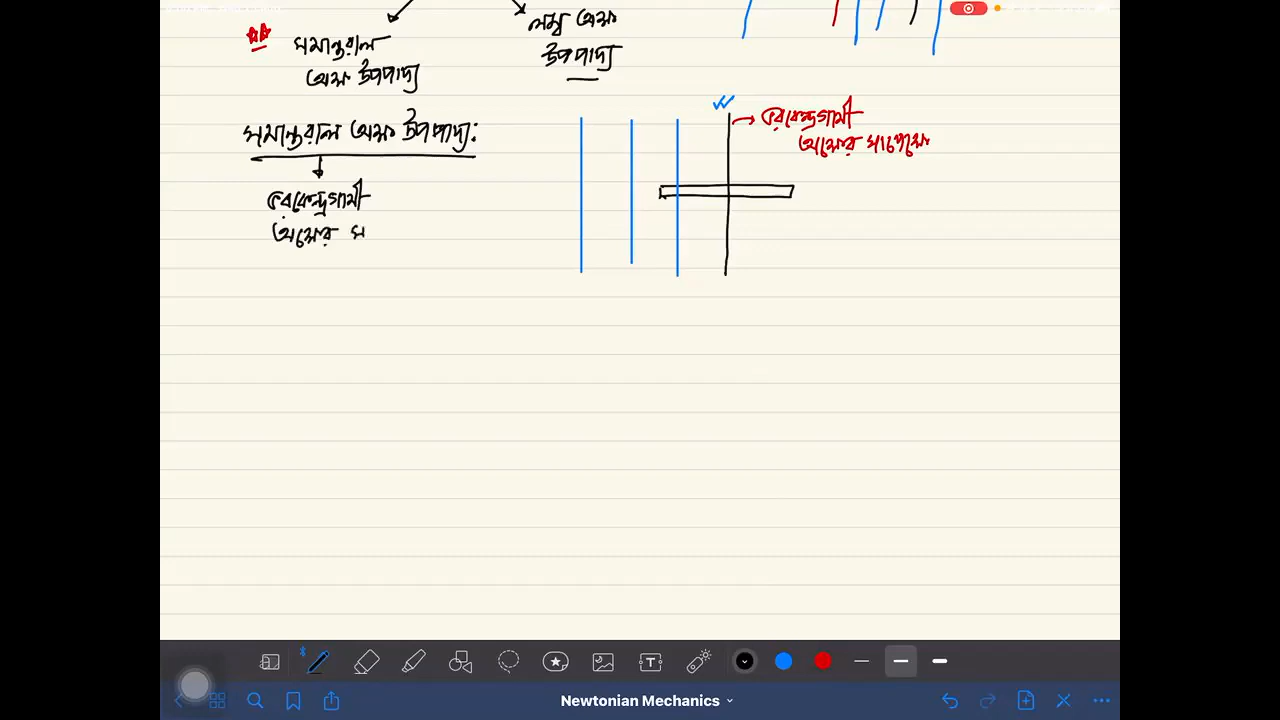 সমান্তরাল
অক্ষ উপপাদ্য
লম্ব অক্ষ
উপপাদ্য
সমান্তরাল অক্ষ উপপাদ্য:
ভরকেন্দ্রগামী
অক্ষের স
ভরকেন্দ্রগামী
অক্ষের সাপেক্ষে
Newtonian Mechanics